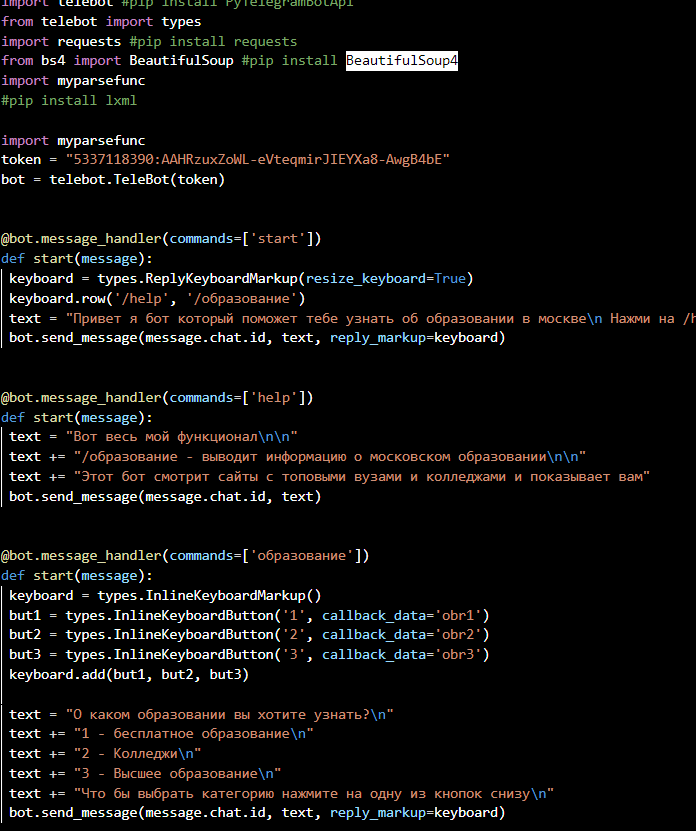 import telebot #pip install PyTelegramBotApi
from telebot import types
import requests #pip install requests
from bs4 import BeautifulSoup #pip install BeautifulSoup4
import myparsefunc
#pip install lxml
import myparsefunc
token = "5337118390:AAHRzuxZoWL-eVteqmirJIEYXa8-AwgB4bE"
bot = telebot.TeleBot(token)
@bot.message_handler(commands=['start'])
def start(message):
keyboard = types.ReplyKeyboardMarkup(resize_keyboard=True)
keyboard.row('/help', '/образование')
text = "Привет я бот который поможет тебе узнать об образовании в москве\n Нажми на /h
bot.send_message(message.chat.id, text, reply_markup=keyboard)
@bot.message_handler(commands=['help'])
def start(message):
text = "Вот весь мой функционал\n\n"
text += "/образование - выводит информацию о московском образовании\n\n"
text += "Этот бот смотрит сайты с топовыми вузами и колледжами и показывает вам"
bot.send_message(message.chat.id, text)
@bot.message_handler(commands=['образование'])
def start(message):
keyboard = types.InlineKeyboardMarkup()
but1 = types.InlineKeyboardButton('1', callback_data='obr1')
but2 = types.InlineKeyboardButton('2', callback_data='obr2')
but3 = types.InlineKeyboardButton('3', callback_data='obr3')
keyboard.add(but1, but2, but3)
text = "О каком образовании вы хотите узнать?\n"
text += "1 - бесплатное образование\n"
text += "2 - Колледжи\n"
text += "3 - Высшее образование\n"
text += "Что бы выбрать категорию нажмите на одну из кнопок снизу\n"
bot.send_message(message.chat.id, text, reply_markup=keyboard)